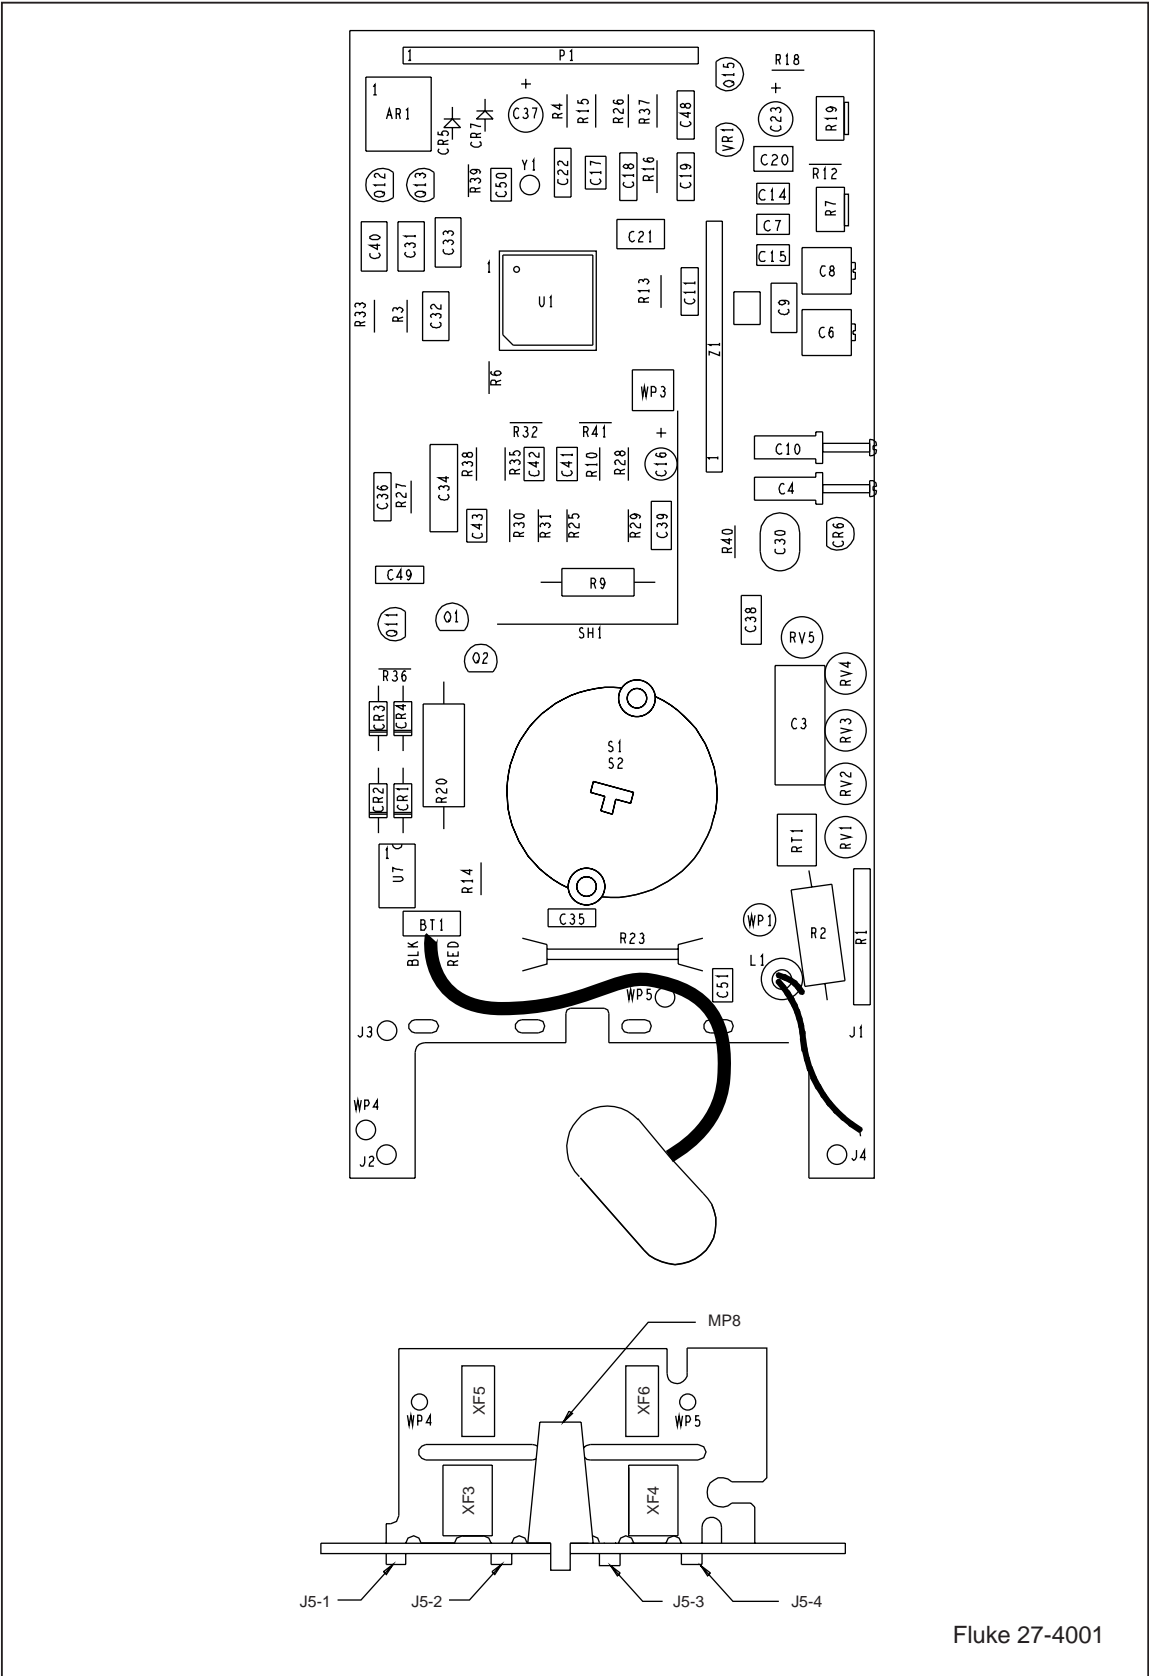 1 P1
Q15
R18
+
1
AR1
CR5
CR7
+
C37
R4
R15
R26
R37
C48
VR1
+
C23
R19
Q12
Q13
R39
C50
Y1
C22
C17
C18
R16
C19
C20
R12
C14
R7
C7
C40
C31
C33
C21
C15
C8
1
U1
R13
C11
C9
R33
R3
C32
C6
Z1
R6
WP3
R32
R41
+
1
C10
R38
R35
C42
C41
R10
R28
C16
C36
R27
C34
C4
C43
R30
R31
R25
R29
C39
R40
C30
CR6
C49
R9
Q11
Q1
SH1
C38
RV5
Q2
R36
RV4
CR3
CR4
S1
S2
C3
RV3
CR2
CR1
R20
RV2
1
U7
R14
RT1
RV1
BT1
C35
WP1
R2
R1
BLK
RED
R23
L1
WP5
C51
J3
J1
WP4
J2
J4
MP8
XF5
XF6
WP4
WP5
XF3
XF4
J5-1
J5-2
J5-3
J5-4
Fluke 27-4001